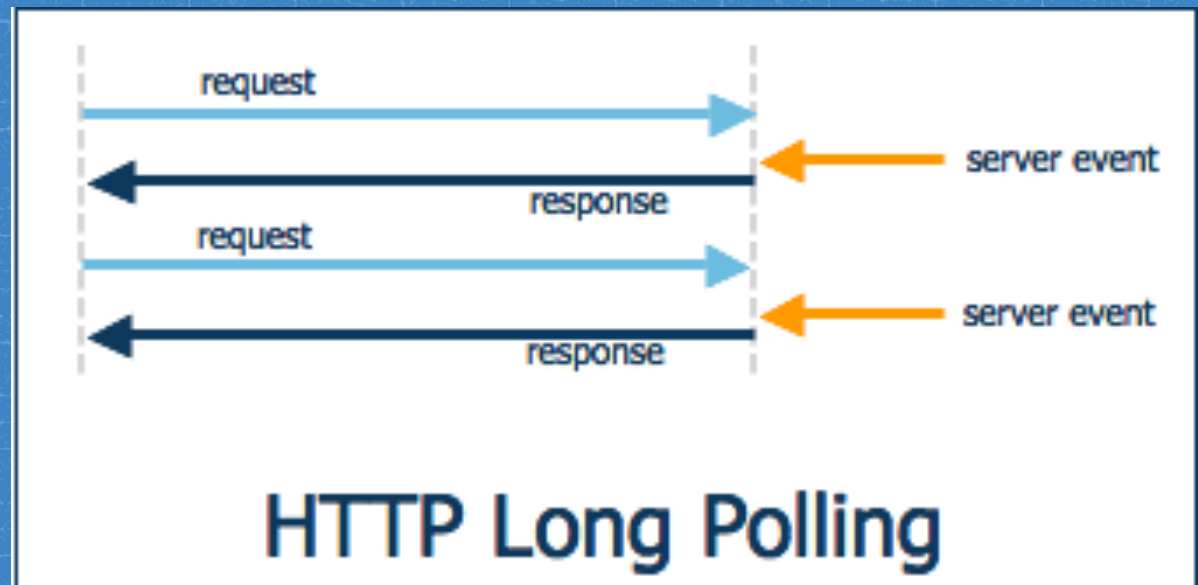 request
server event
response
request
server event
response
HTTP Long Polling